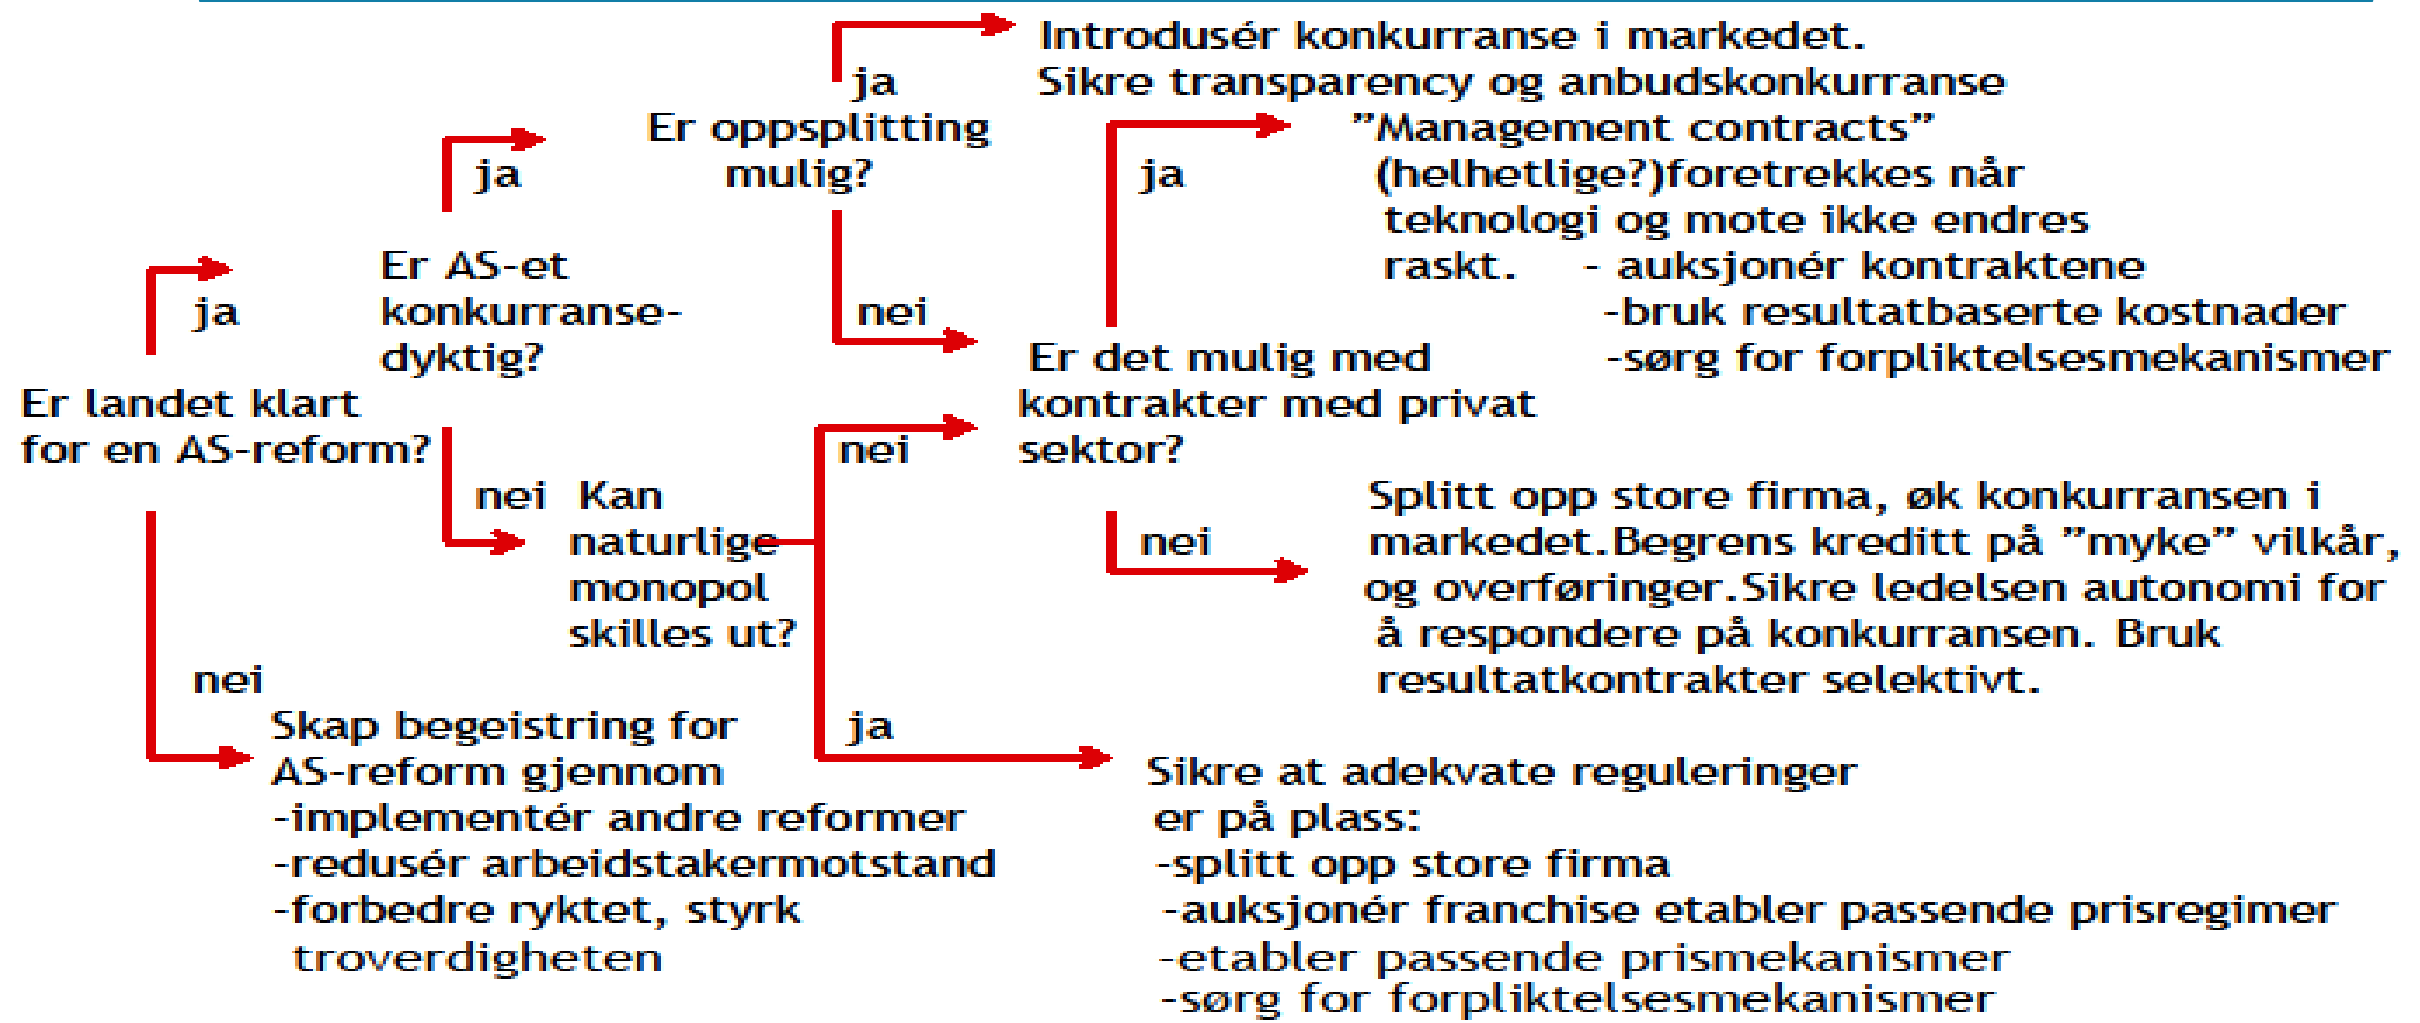 Introdusér konkurranse i markedet.
Sikre transparency og anbudskonkurranse
ja
Er oppsplitting
mulig?
ja
”Management contracts”
(helhetlige?)foretrekkes når
teknologi og mote ikke endres
raskt. - auksjonér kontraktene
-bruk resultatbaserte kostnader
-sørg for forpliktelsesmekanismer
ja
Er AS-et
konkurranse-
dyktig?
ja
nei
Er det mulig med
kontrakter med privat
sektor?
Er landet klart
for en AS-reform?
nei
nei Kan
naturlige
monopol
skilles ut?
nei
Splitt opp store firma, øk konkurransen i
markedet.Begrens kreditt på ”myke” vilkår,
og overføringer.Sikre ledelsen autonomi for
å respondere på konkurransen. Bruk
resultatkontrakter selektivt.
nei
Skap begeistring for
AS-reform gjennom
-implementér andre reformer
-redusér arbeidstakermotstand
-forbedre ryktet, styrk
troverdigheten
ja
Sikre at adekvate reguleringer
er på plass:
-splitt opp store firma
-auksjonér franchise etabler passende prisregimer
-etabler passende prismekanismer
-sørg for forpliktelsesmekanismer